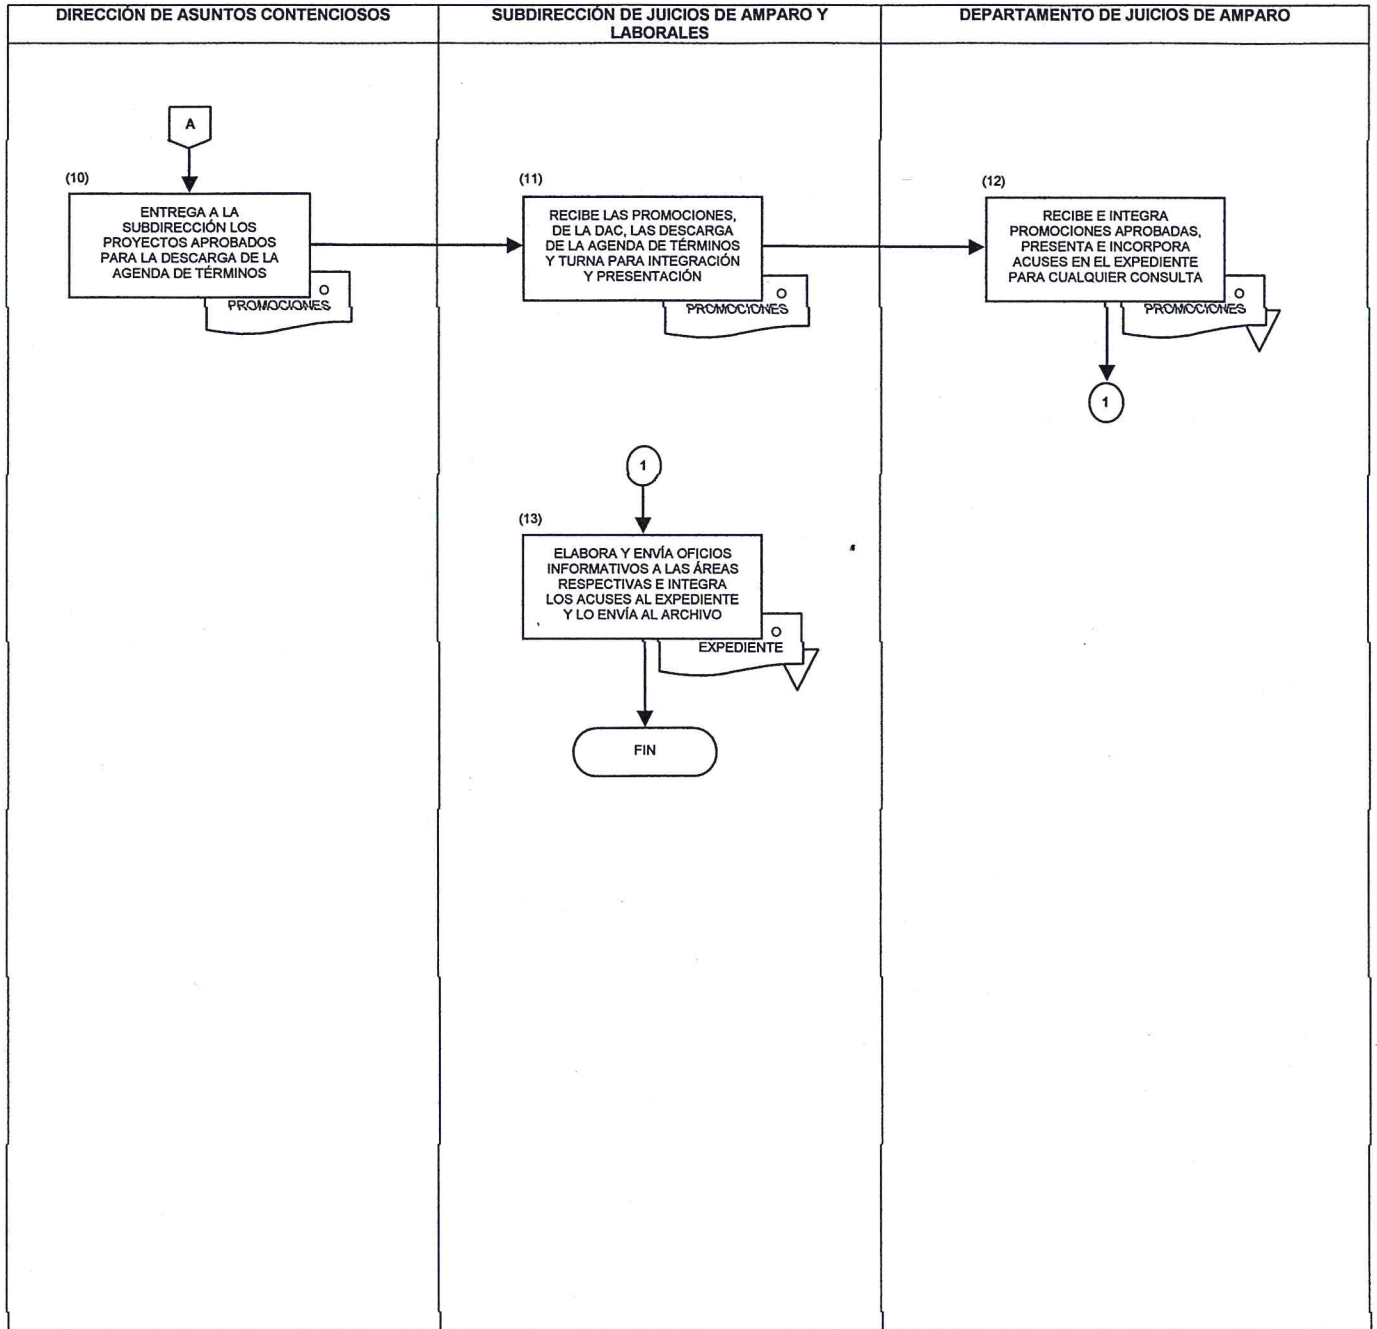 DIRECCIÓN DE ASUNTOS CONTENCIOSOS
SUBDIRECCIÓN DE JUICIOS DE AMPARO Y
LABORALES
DEPARTAMENTO DE JUICIOS DE AMPARO
A
(10)
ENTREGA A LA
SUBDIRECCIÓN LOS
PROYECTOS APROBADOS
PARA LA DESCARGA DE LA
AGENDA DE TÉRMINOS
O
PROMOCIONES
(11)
RECIBE LAS PROMOCIONES,
DE LA DAC, LAS DESCARGA
DE LA AGENDA DE TÉRMINOS
Y TURNA PARA INTEGRACIÓN
Y PRESENTACIÓN
O
PROMOCIONES
(12)
RECIBE E INTEGRA
PROMOCIONES APROBADAS,
PRESENTA E INCORPORA
ACUSES EN EL EXPEDIENTE
PARA CUALQUIER CONSULTA
O
PROMOCIONES
1
1
(13)
ELABORA Y ENVÍA OFICIOS
INFORMATIVOS A LAS ÁREAS
RESPECTIVAS E INTEGRA
LOS ACUSES AL EXPEDIENTE
Y LO ENVÍA AL ARCHIVO
O
EXPEDIENTE
FIN